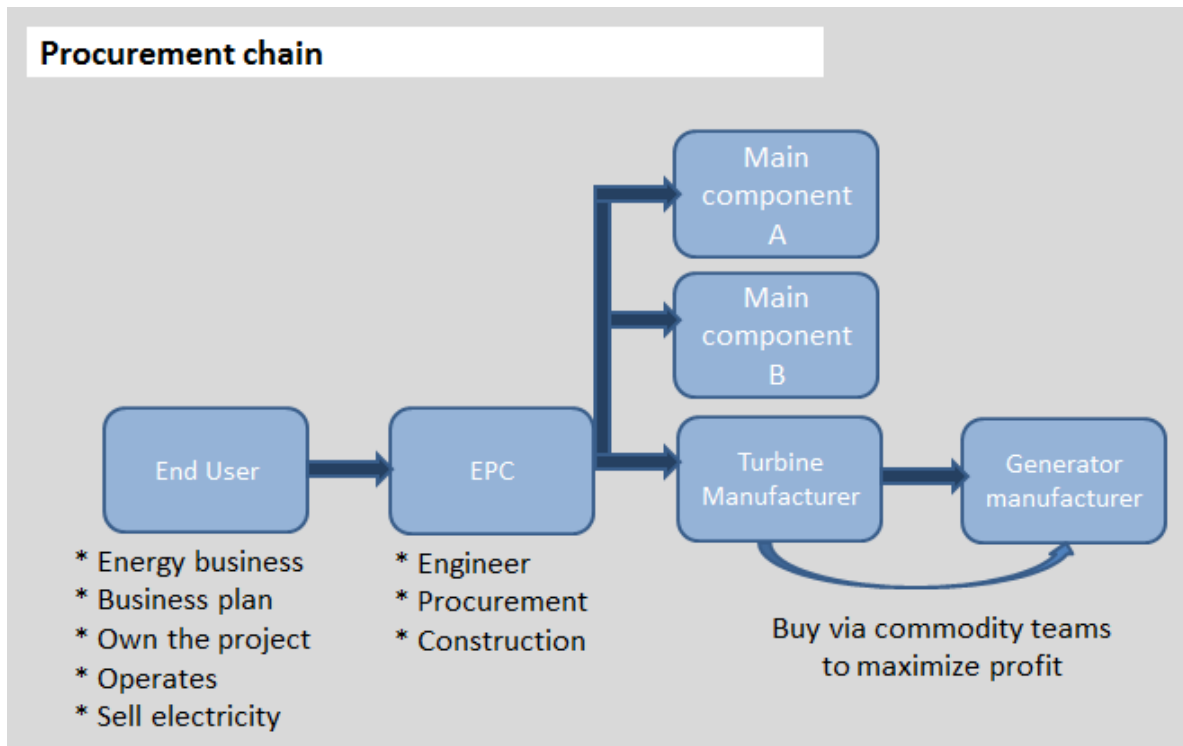 Procurement chain
Main
component
A
Main
component
B
End User
EPC
Turbine
Manufacturer
Generator
manufacturer
* Energy business
* Business plan
* Own the project
* Operates
* Sell electricity
* Engineer
* Procurement
* Construction
Buy via commodity teams
to maximize profit